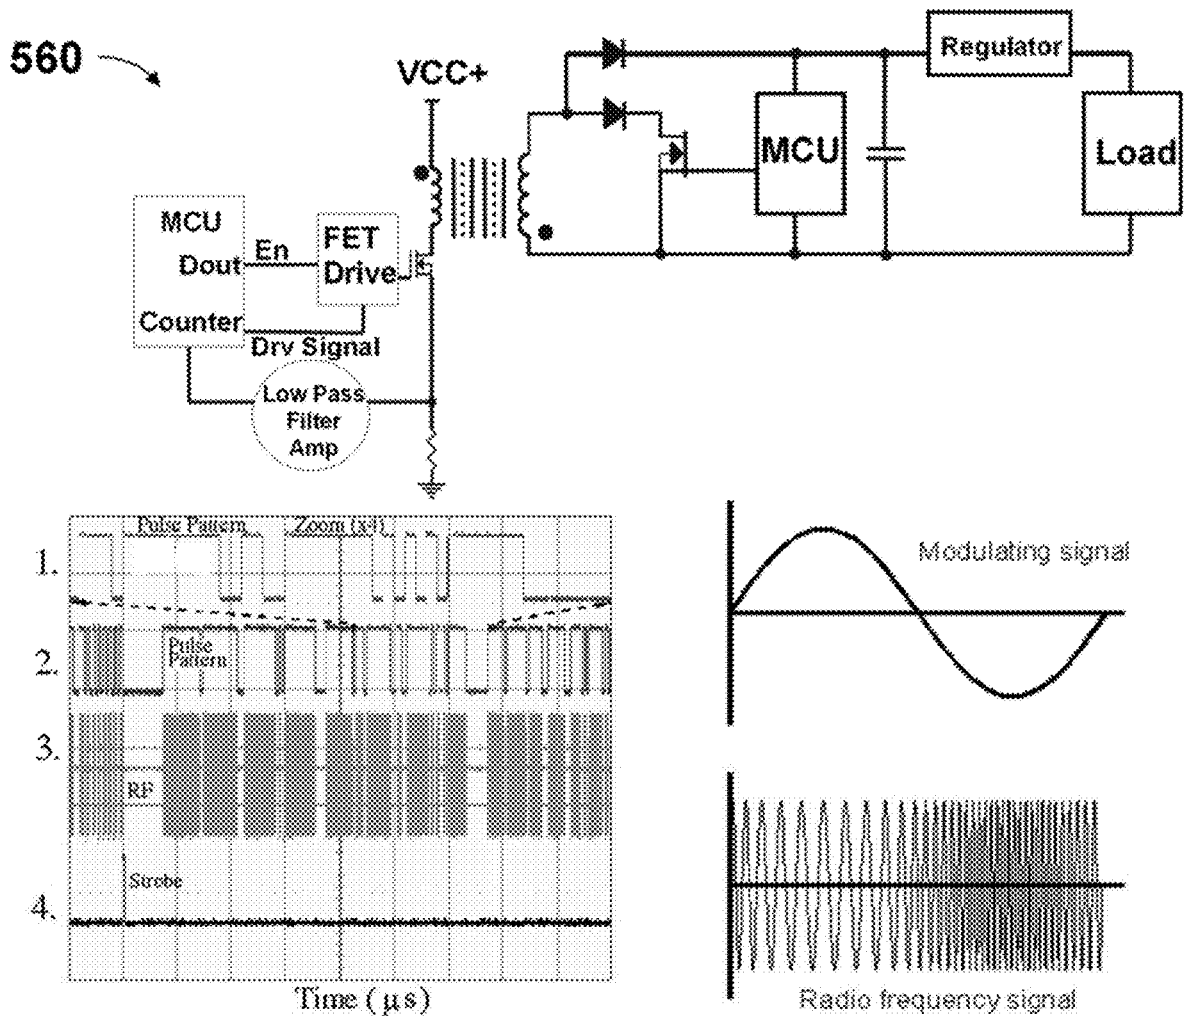 560
VCC+
Regulator
MCU
Load
MCU
Dout
En
FET
Drive
Counter
Drv Signal
Low Pass
Filter
Amp
Pulse Pattern
Zoom (x4)
1.
2.
Pulse
Pattern
3.
RF
Strobe
4.
Time (μs)
Modulating signal
Radio frequency signal